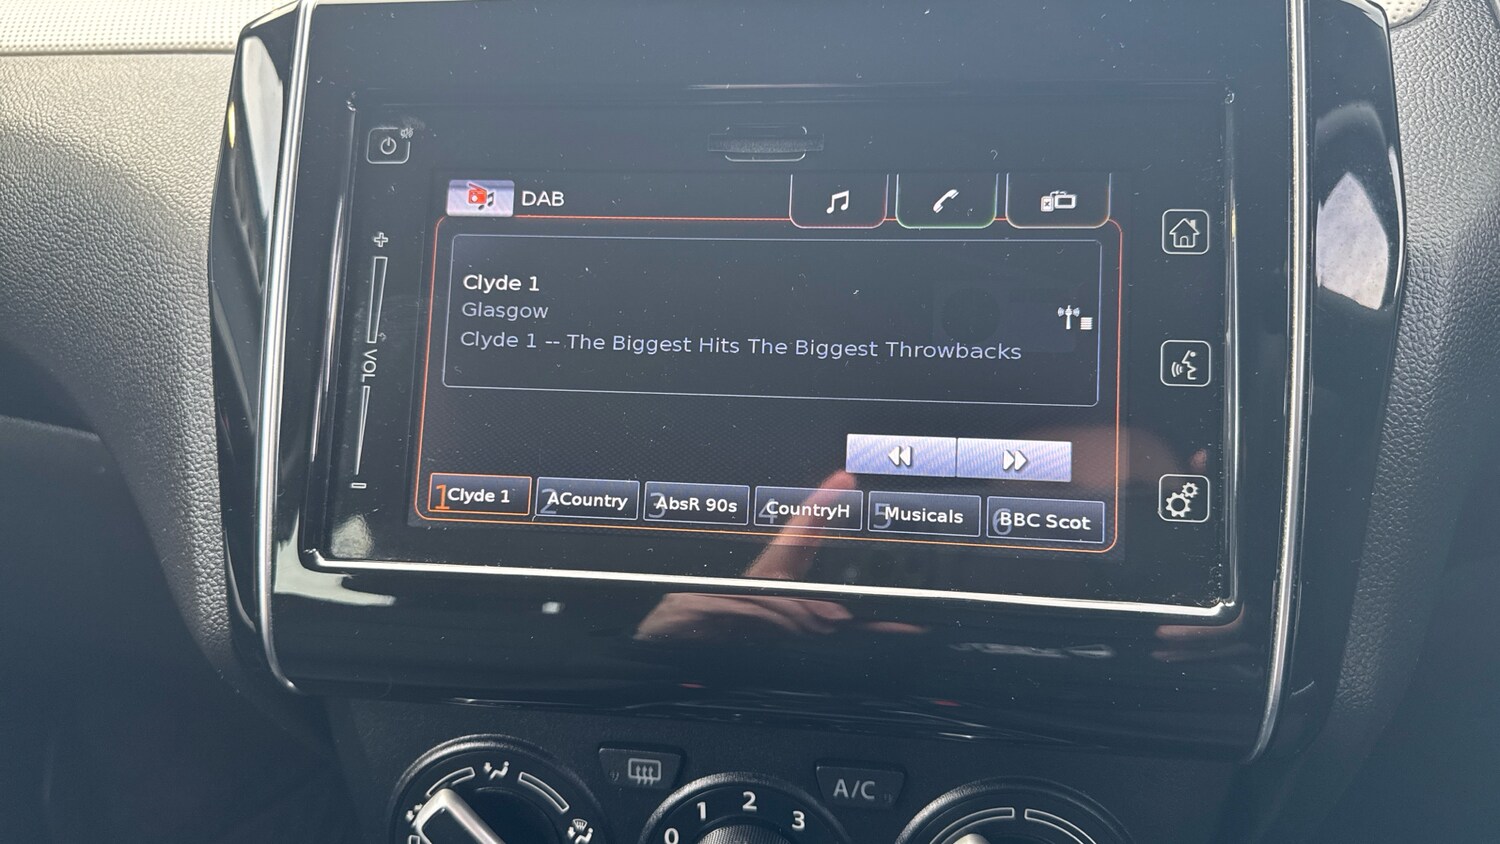 DAB
Clyde 1
Glasgow
Clyde 1 -- The Biggest Hits The Biggest Throwbacks
VOL
1 Clyde 1
2 ACountry
3 AbsR 90s
4 CountryH
5 Musicals
6 BBC Scot
A/C
0 1 2 3